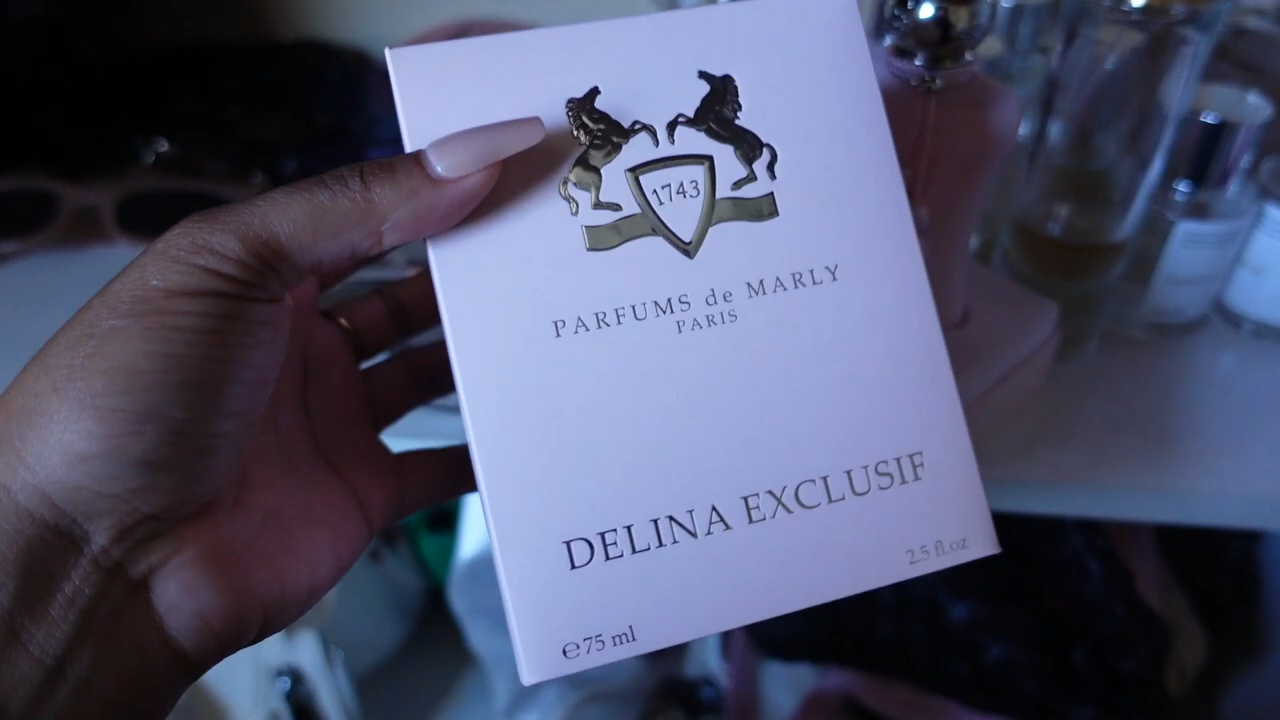 1743
PARFUMS de MARLY
PARIS
DELINA EXCLUSIF
2.5 fl.oz
℮75 ml